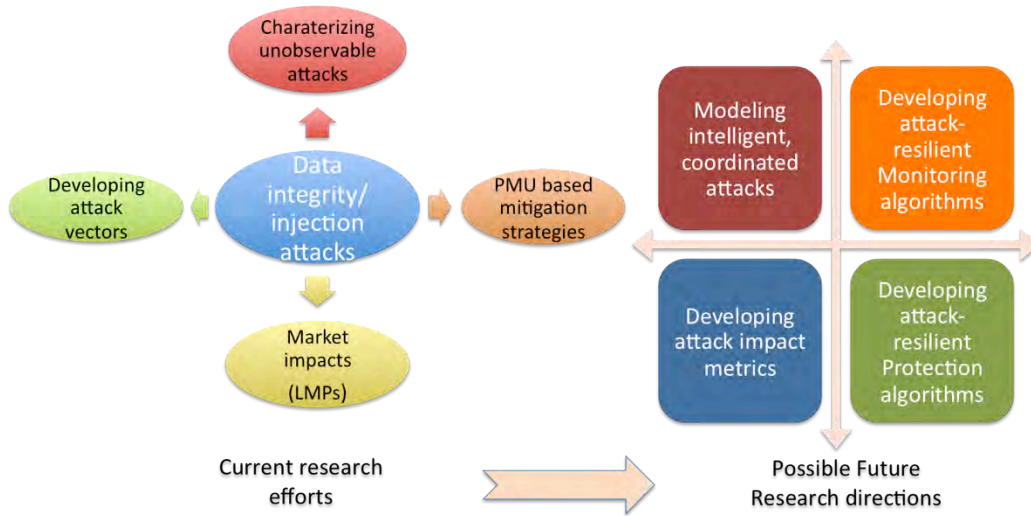 Charaterizing
unobservable
attacks
Developing
attack
vectors
Data
integrity/
injection
attacks
PMU based
mitigation
strategies
Market
impacts
(LMPs)
Current research
efforts
Modeling
intelligent,
coordinated
attacks
Developing
attack-
resilient
Monitoring
algorithms
Developing
attack impact
metrics
Developing
attack-
resilient
Protection
algorithms
Possible Future
Research directions